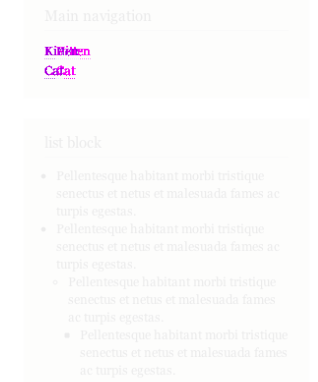 Main navigation
Kitten
Cat
list block
Pellentesque habitant morbi tristique
senectus et netus et malesuada fames ac
turpis egestas.
Pellentesque habitant morbi tristique
senectus et netus et malesuada fames ac
turpis egestas.
Pellentesque habitant morbi tristique
senectus et netus et malesuada fames
ac turpis egestas.
Pellentesque habitant morbi tristique
senectus et netus et malesuada fames
ac turpis egestas.